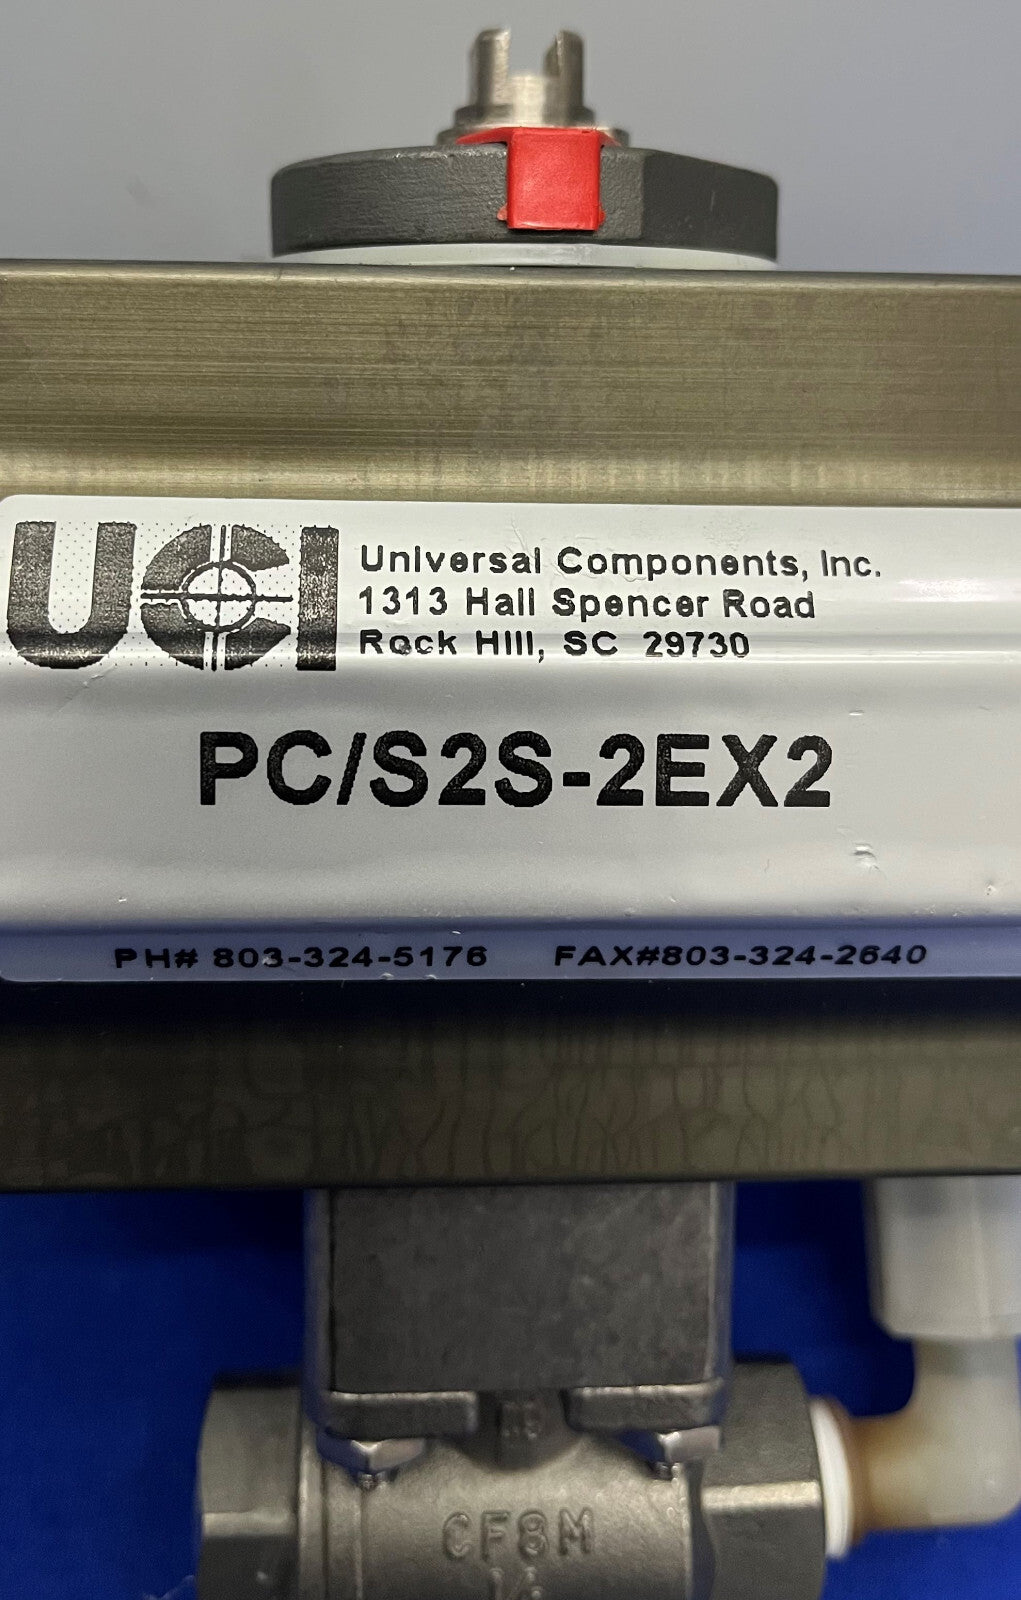 UCI
Universal Components, Inc.
1313 Hall Spencer Road
Rock Hill, SC 29730
PC/S2S-2EX2
PH# 803-324-5176 FAX#803-324-2640
CF8M